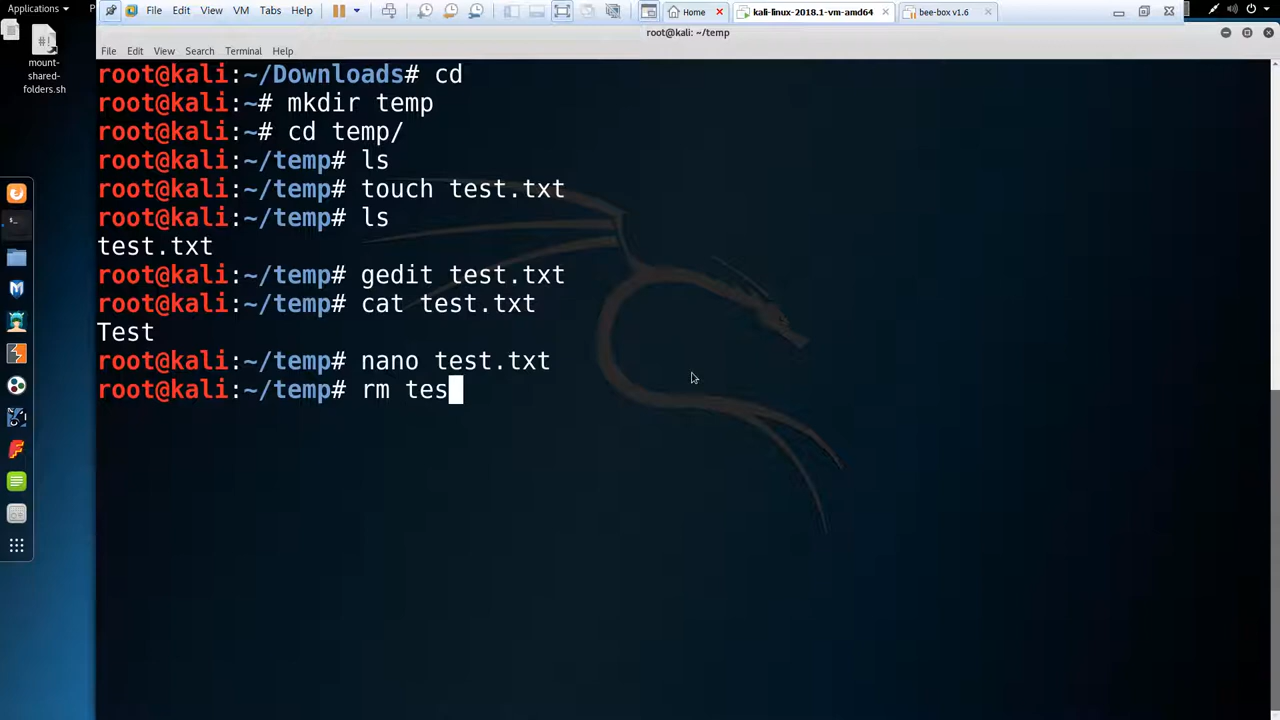 Applications
P
File Edit View VM Tabs Help
Home
kali-linux-2018.1-vm-amd64
bee-box v1.6
root@kali: ~/temp
File Edit View Search Terminal Help
mount-
shared-
folders.sh
root@kali:~/Downloads# cd
root@kali:~# mkdir temp
root@kali:~# cd temp/
root@kali:~/temp# ls
root@kali:~/temp# touch test.txt
root@kali:~/temp# ls
test.txt
root@kali:~/temp# gedit test.txt
root@kali:~/temp# cat test.txt
Test
root@kali:~/temp# nano test.txt
root@kali:~/temp# rm tes